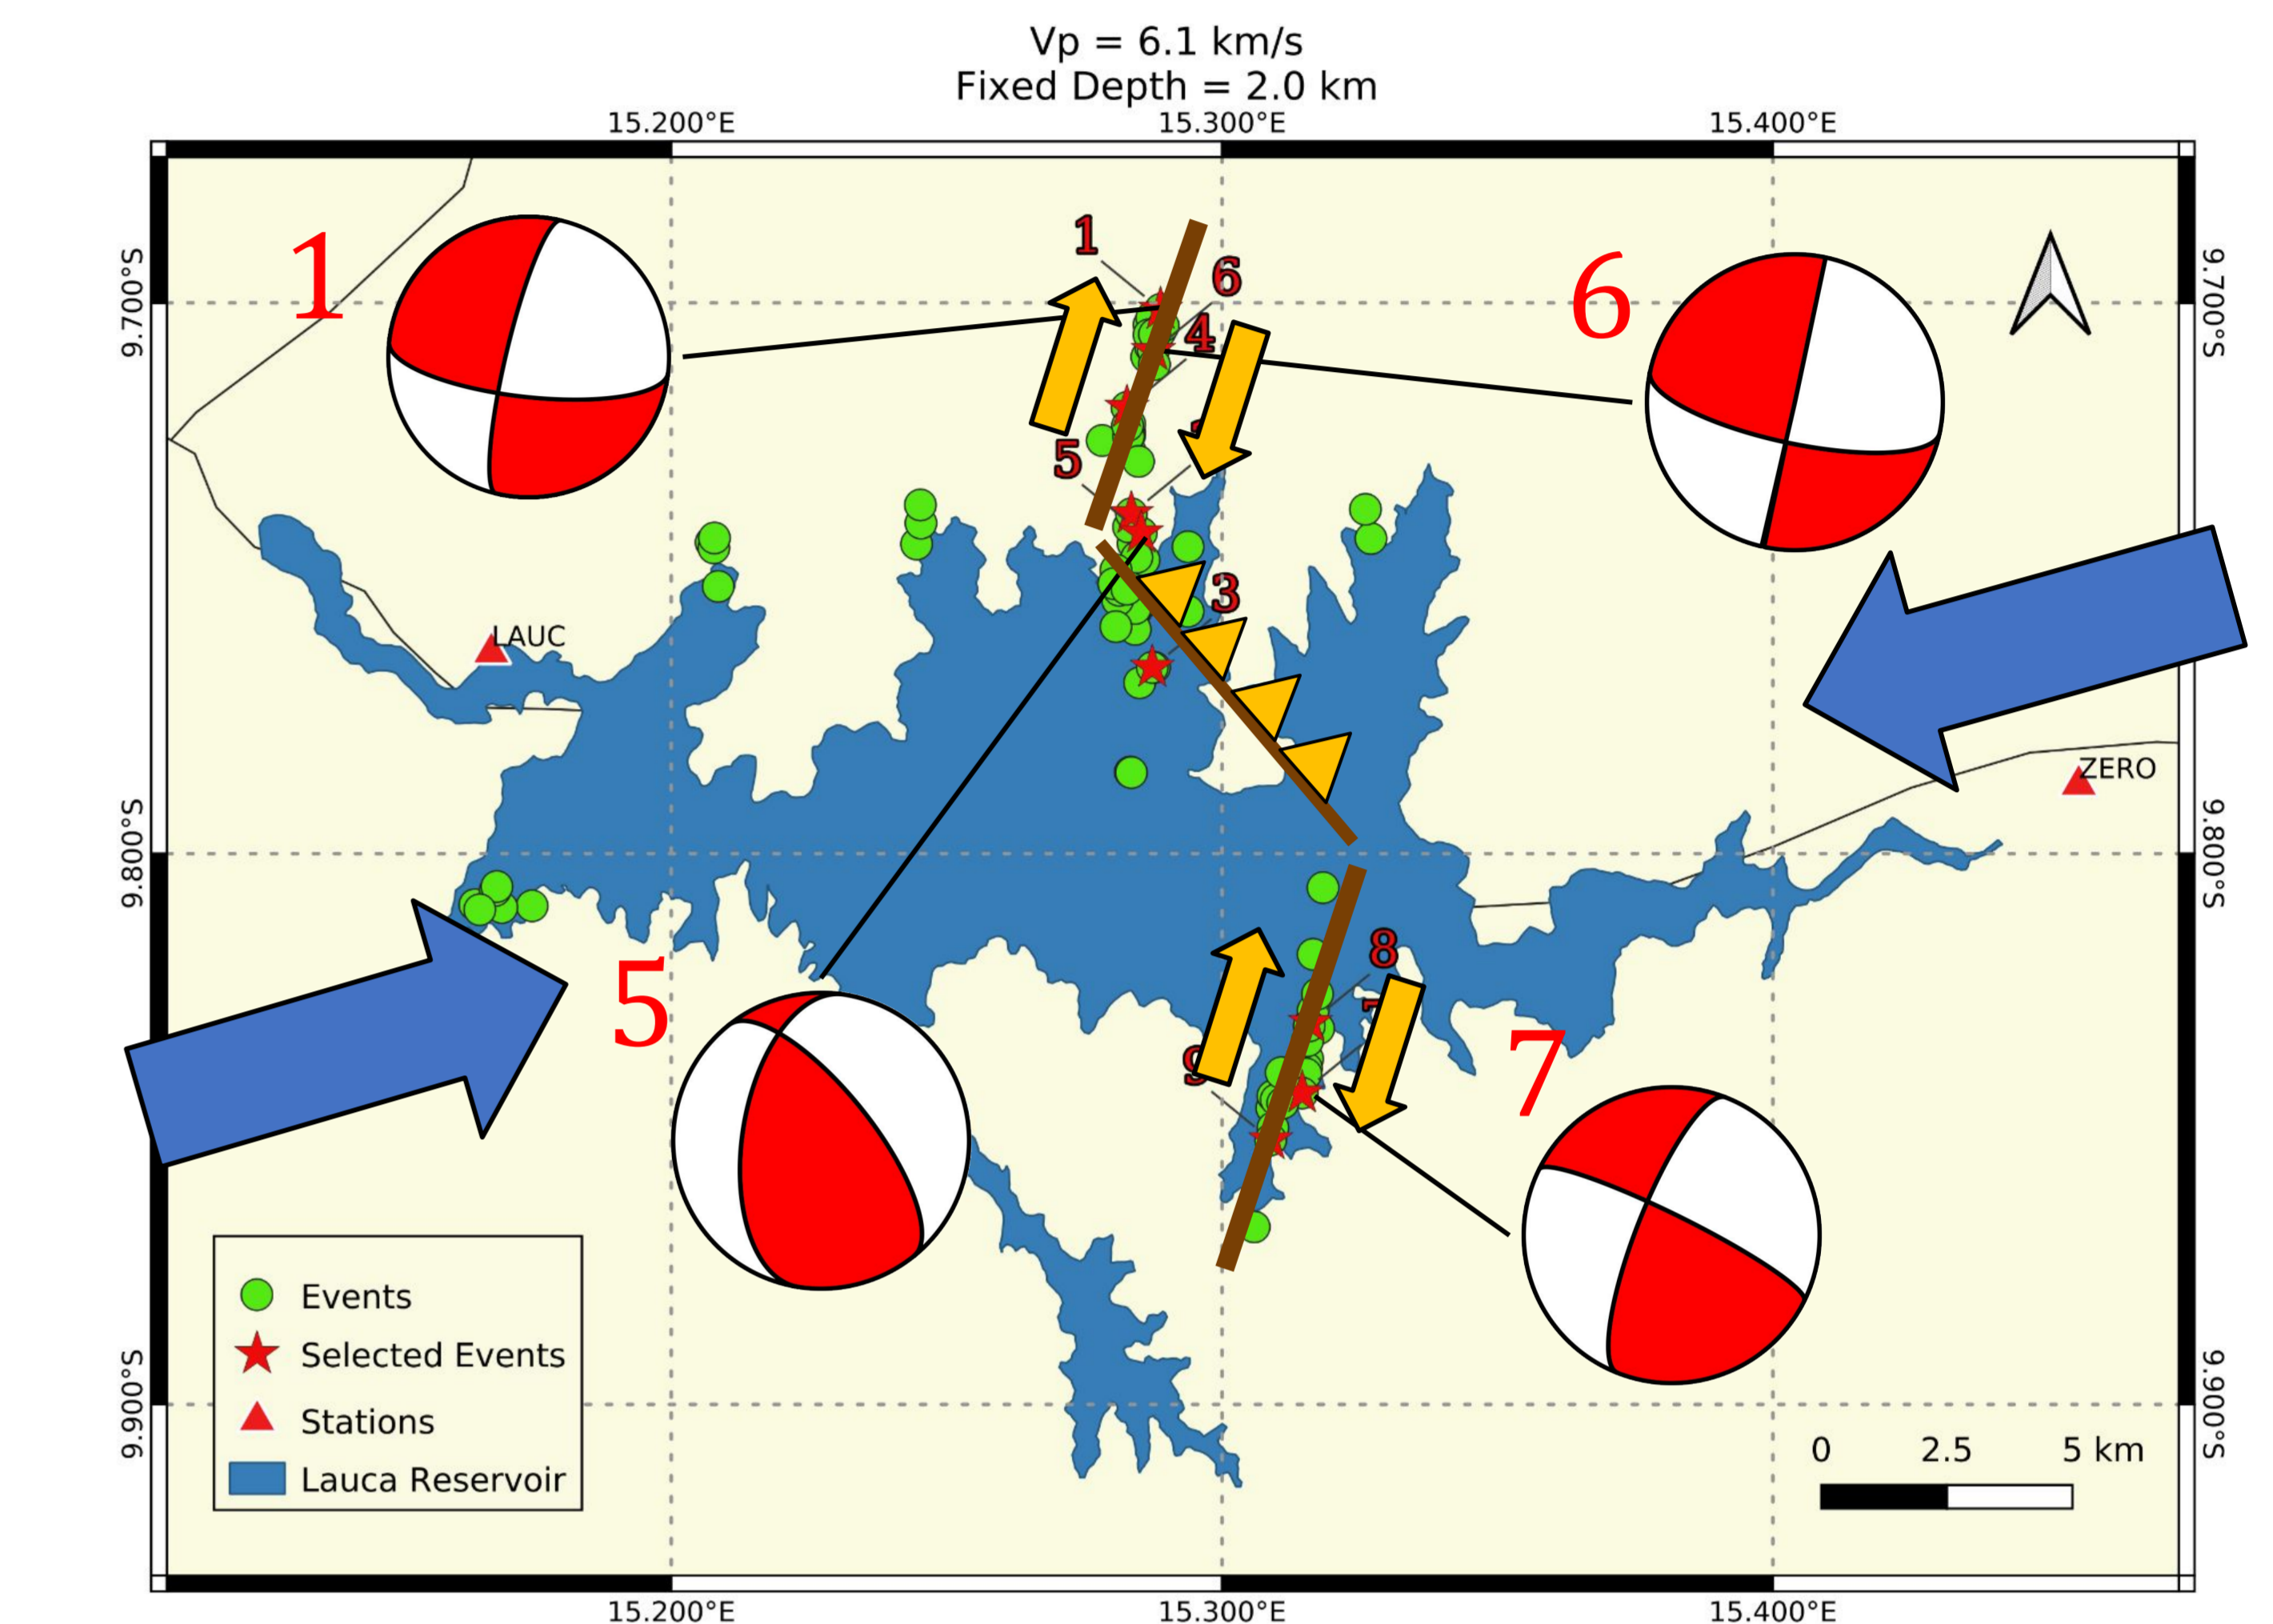 Vp = 6.1 km/s
Fixed Depth = 2.0 km
15.200°E 15.300°E 15.400°E
1
1
6
6
4
5
9.700°S
9.700°S
3
LAUC
ZERO
9.800°S
9.800°S
5
8
9
7
Events
Selected Events
Stations
Lauca Reservoir
9.900°S
9.900°S
0 2.5 5 km
15.200°E 15.300°E 15.400°E